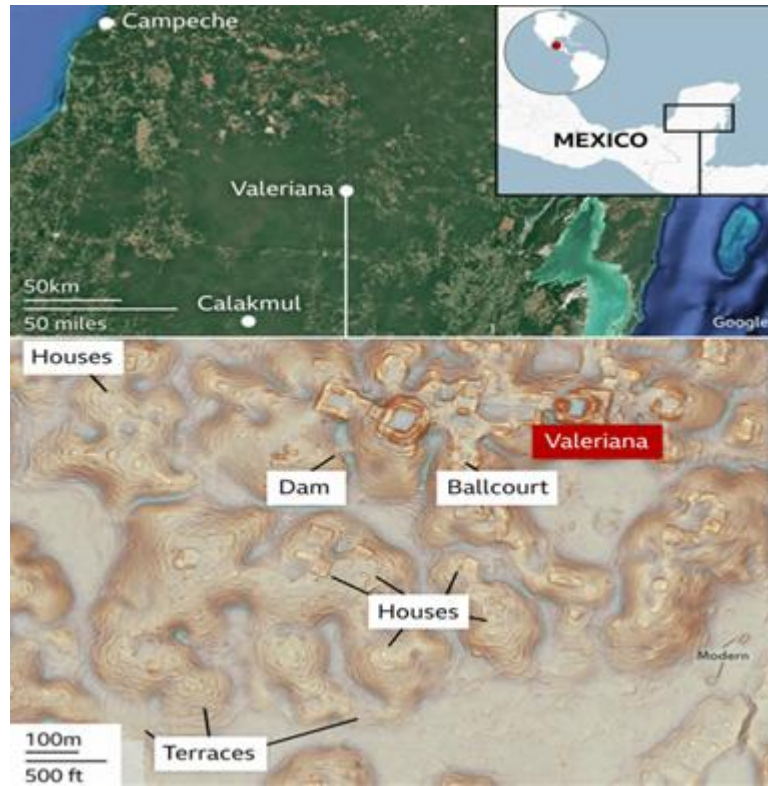 Campeche
MEXICO
Valeriana
50km
50 miles
Calakmul
Google
Houses
Valeriana
Dam
Ballcourt
Houses
Modern
Terraces
100m
500 ft